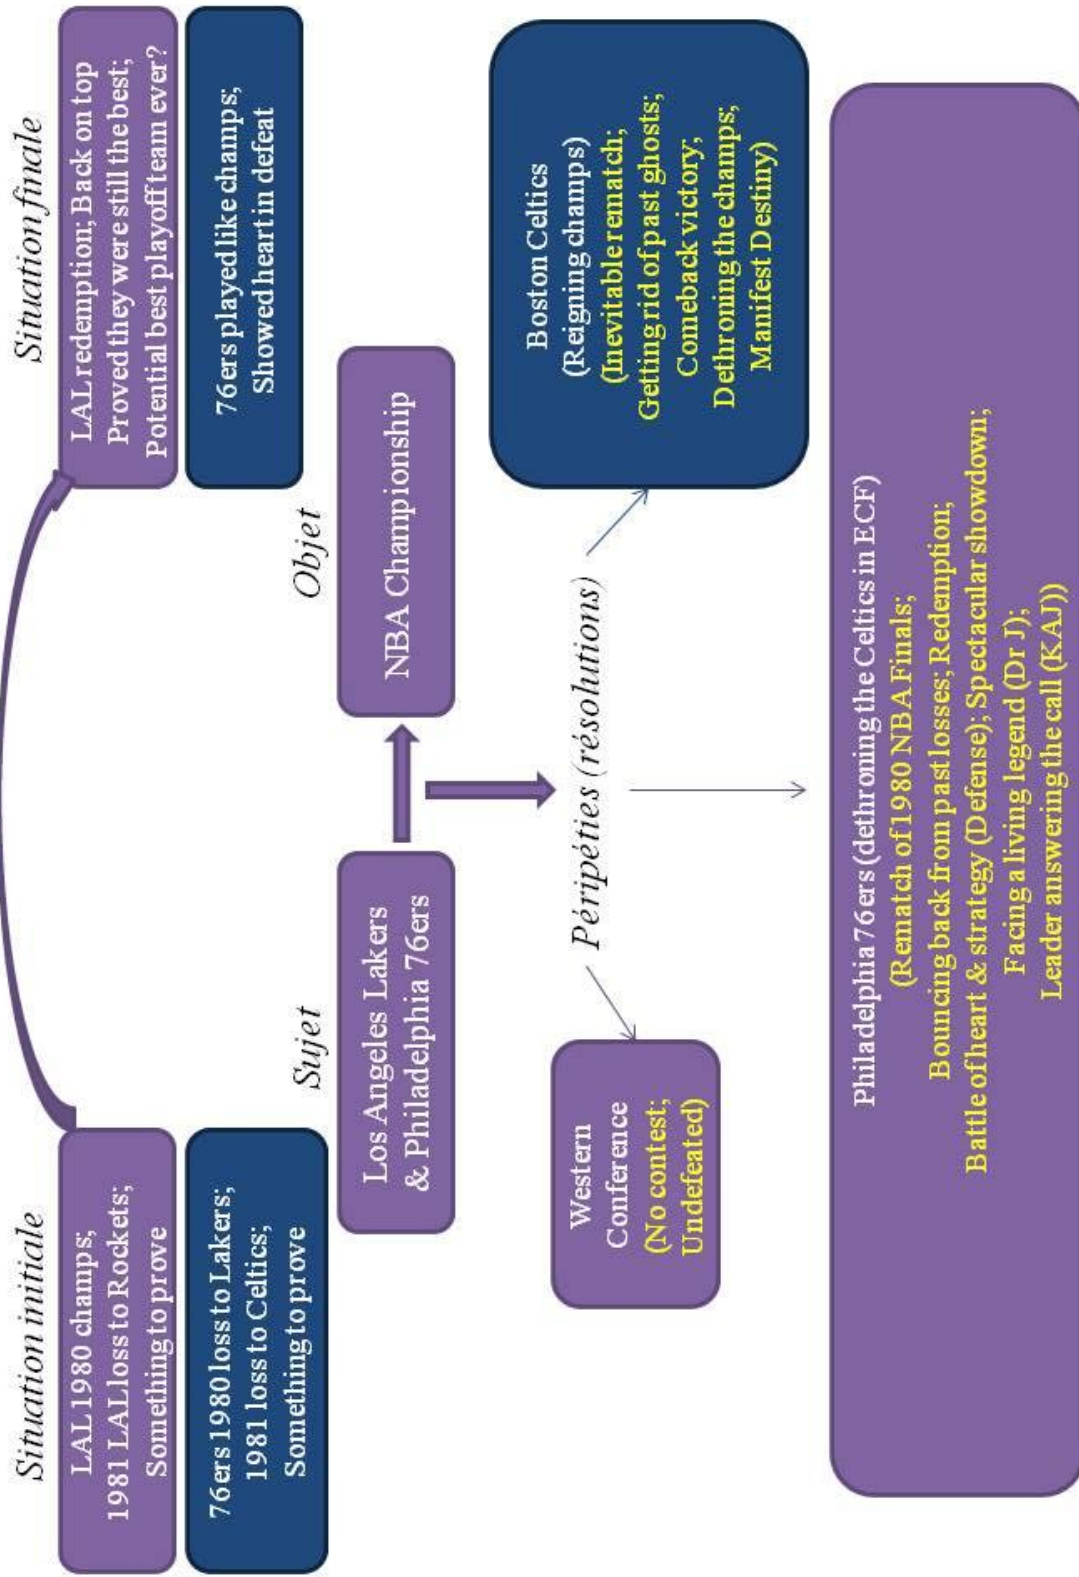 Situation initiale
LAL 1980 champs;
1981 LAL loss to Rockets;
Something to prove
76ers 1980 loss to Lakers;
1981 loss to Celtics;
Something to prove
Situation finale
LAL redemption; Back on top
Proved they were still the best;
Potential best playoff team ever?
76ers played like champs;
Showed heart in defeat
Sujet
Los Angeles Lakers
& Philadelphia 76ers
Objet
NBA Championship
Péripéties (résolutions)
Western
Conference
(No contest;
Undefeated)
Boston Celtics
(Reigning champs)
(Inevitable rematch;
Getting rid of past ghosts;
Comeback victory;
Dethroning the champs;
Manifest Destiny)
Philadelphia 76ers (dethroning the Celtics in ECF)
(Rematch of 1980 NBA Finals;
Bouncing back from past losses; Redemption;
Battle of heart & strategy (Defense); Spectacular showdown;
Facing a living legend (Dr J);
Leader answering the call (KAJ))